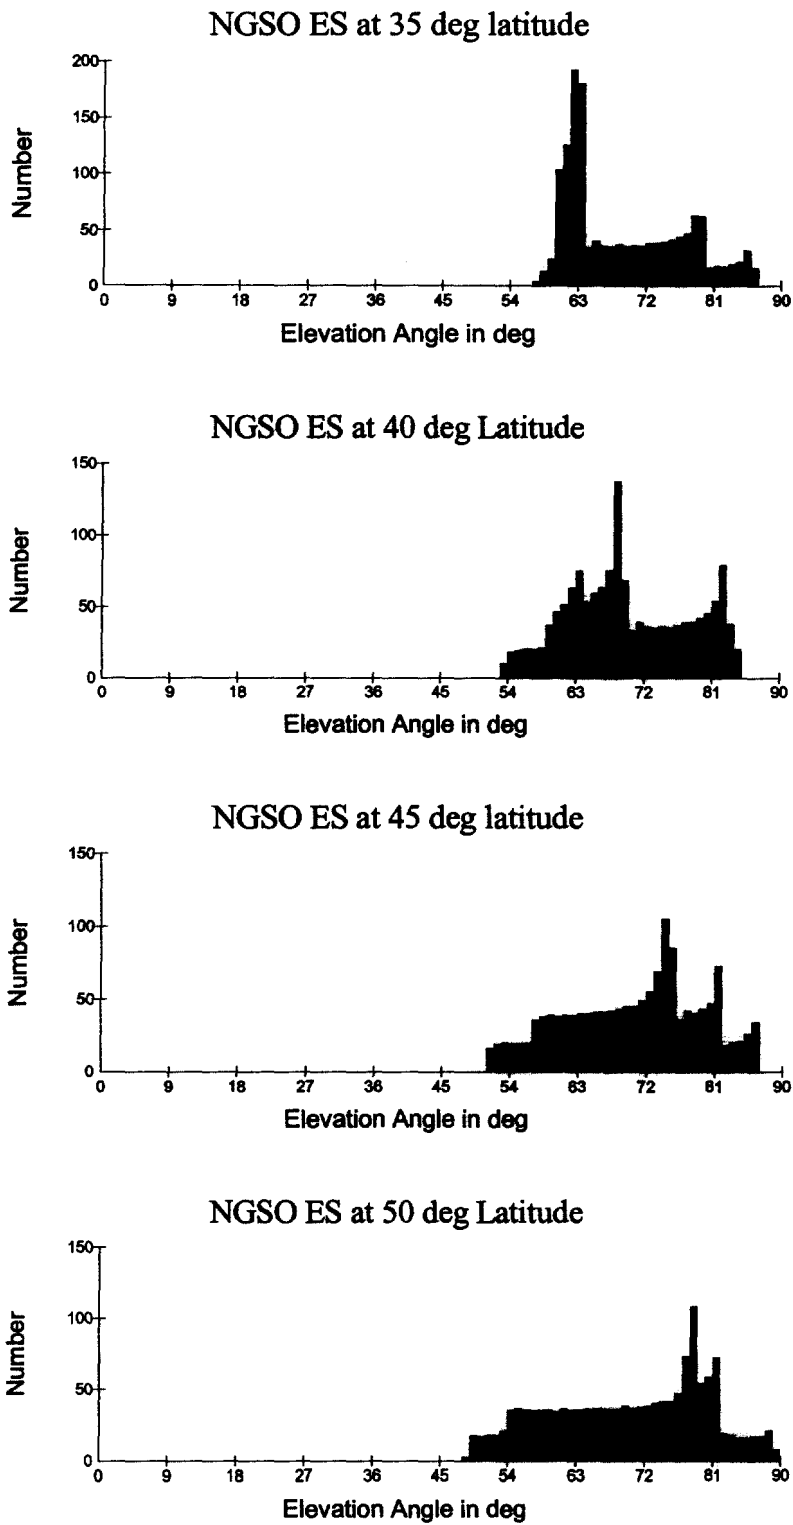 NGSO ES at 35 deg latitude
200
150
100
50
0
Number
0 9 18 27 36 45 54 63 72 81 90
Elevation Angle in deg
NGSO ES at 40 deg Latitude
150
100
50
0
Number
0 9 18 27 36 45 54 63 72 81 90
Elevation Angle in deg
NGSO ES at 45 deg latitude
150
100
50
0
Number
0 9 18 27 36 45 54 63 72 81 90
Elevation Angle in deg
NGSO ES at 50 deg Latitude
150
100
50
0
Number
0 9 18 27 36 45 54 63 72 81 90
Elevation Angle in deg